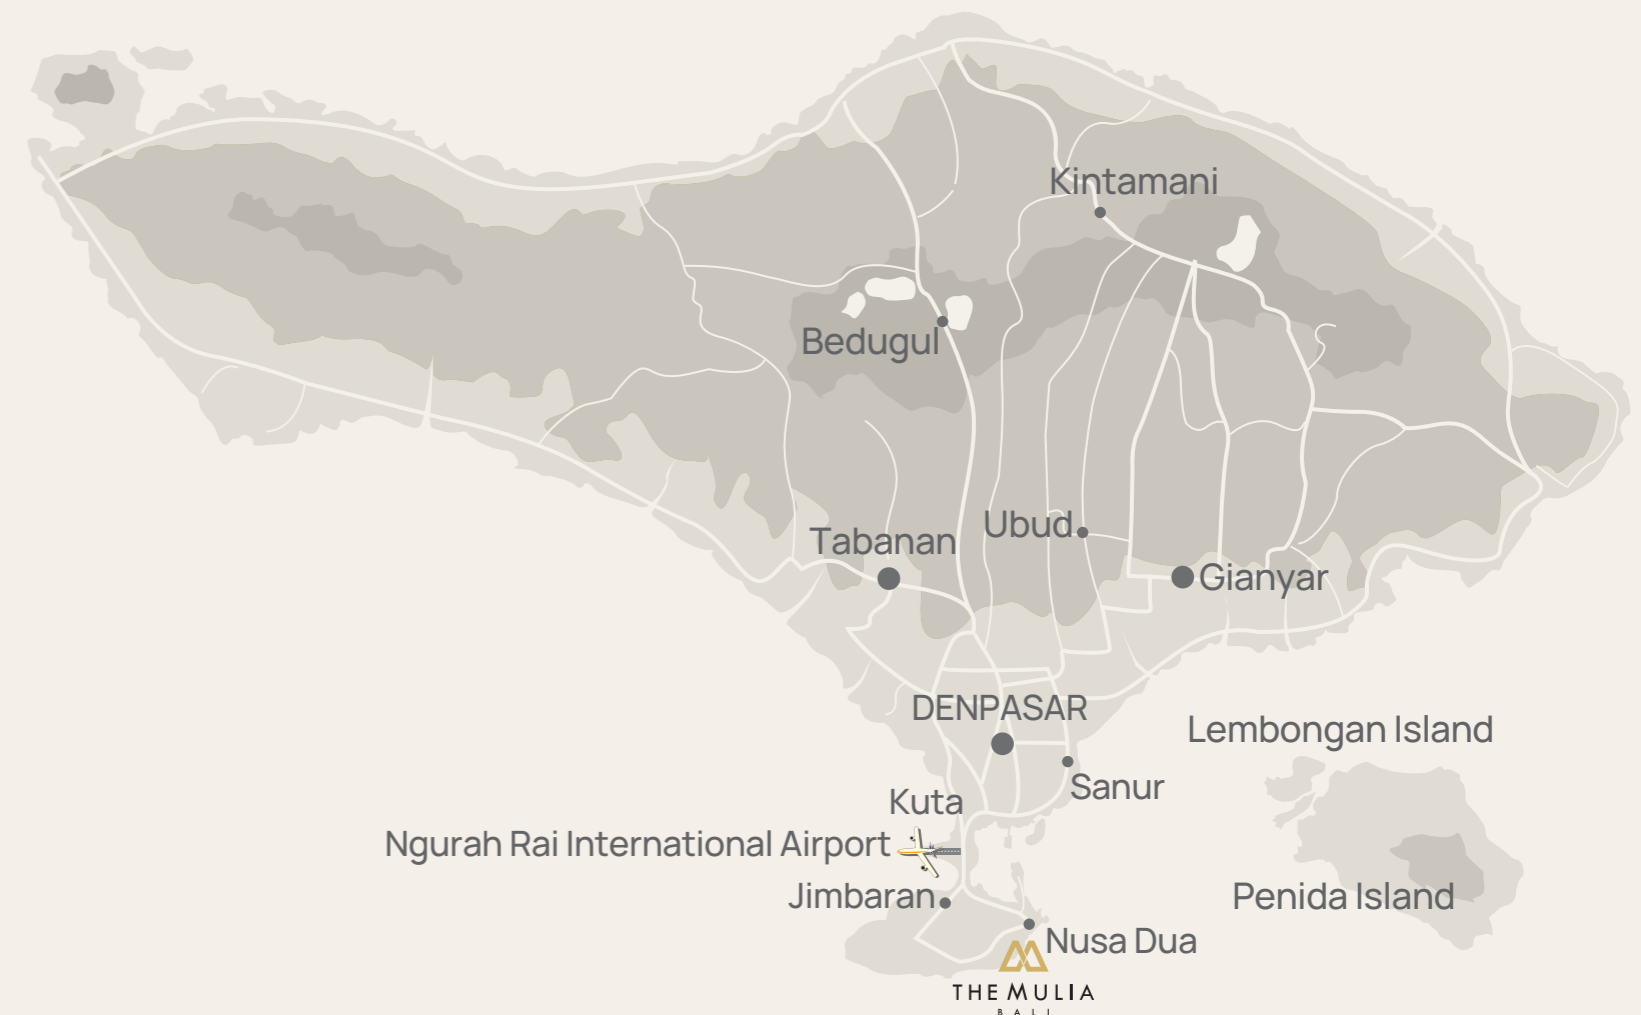 Kintamani
Bedugul
Ubud
Tabanan
Gianyar
DENPASAR
Lembongan Island
Sanur
Kuta
Ngurah Rai International Airport
Jimbaran
Penida Island
Nusa Dua
THE MULIA
BALI